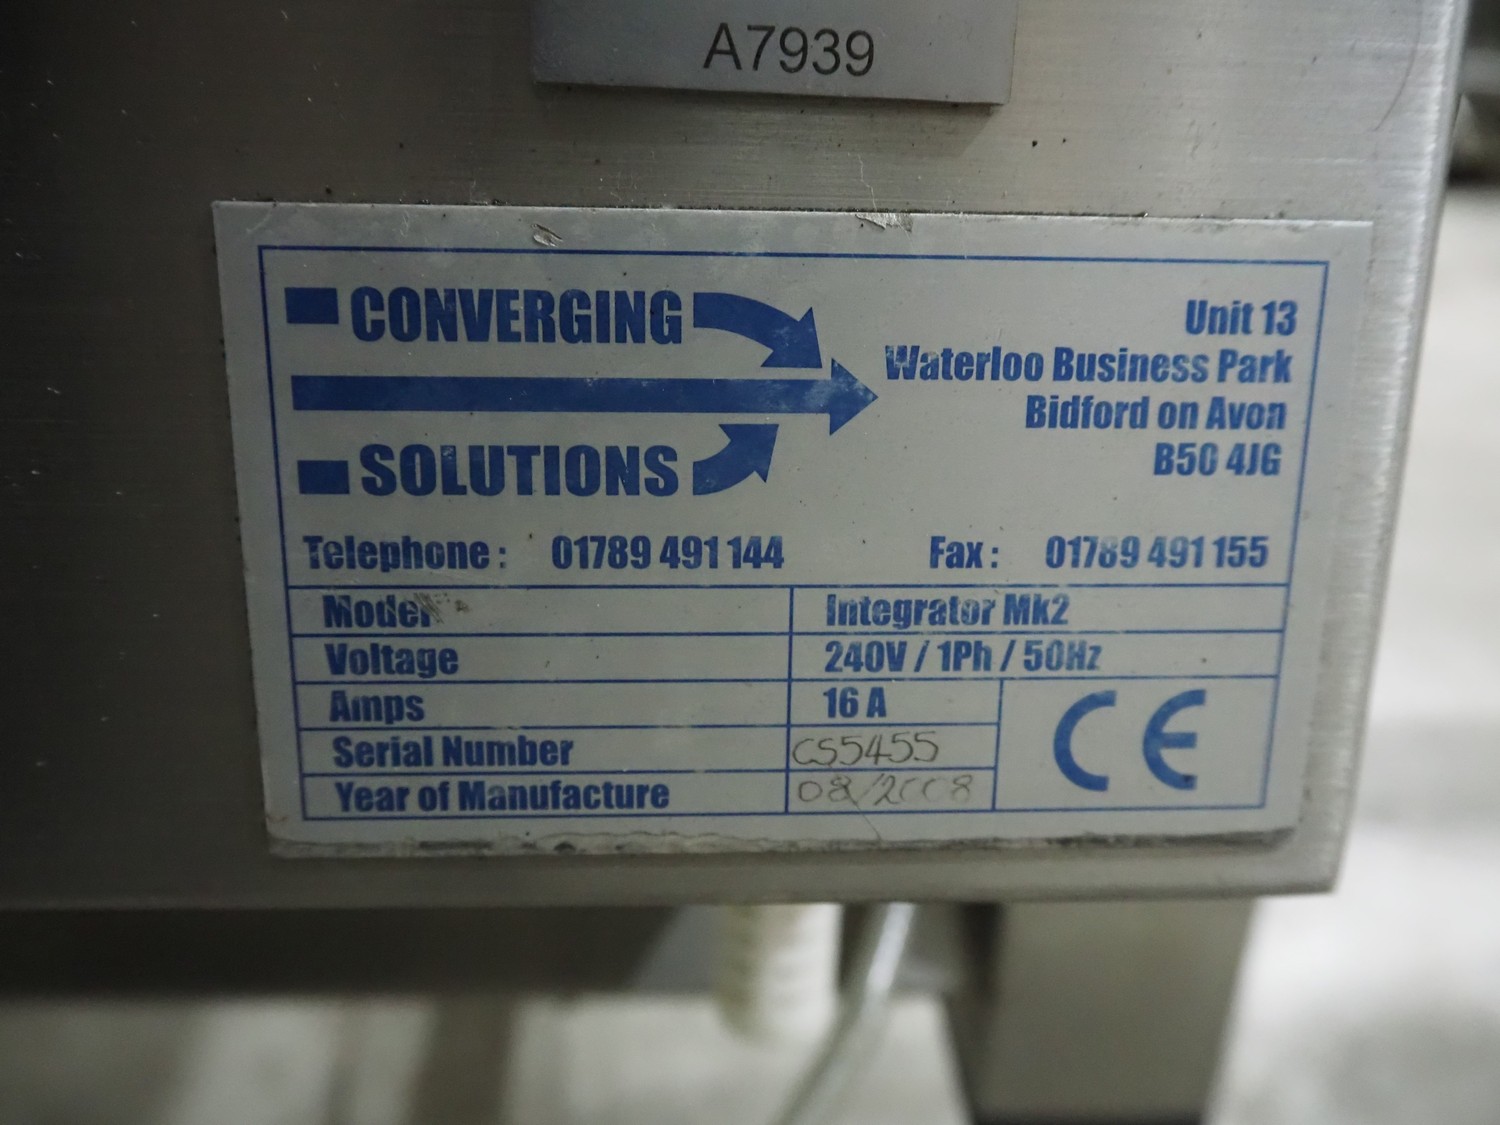 A7939
CONVERGING
SOLUTIONS
Unit 13
Waterloo Business Park
Bidford on Avon
B50 4JG
Telephone : 01789 491 144 Fax : 01789 491 155
Model Integrator Mk2
Voltage 240V / 1Ph / 50Hz
Amps 16 A
Serial Number CS5455
Year of Manufacture 08/2008
CE